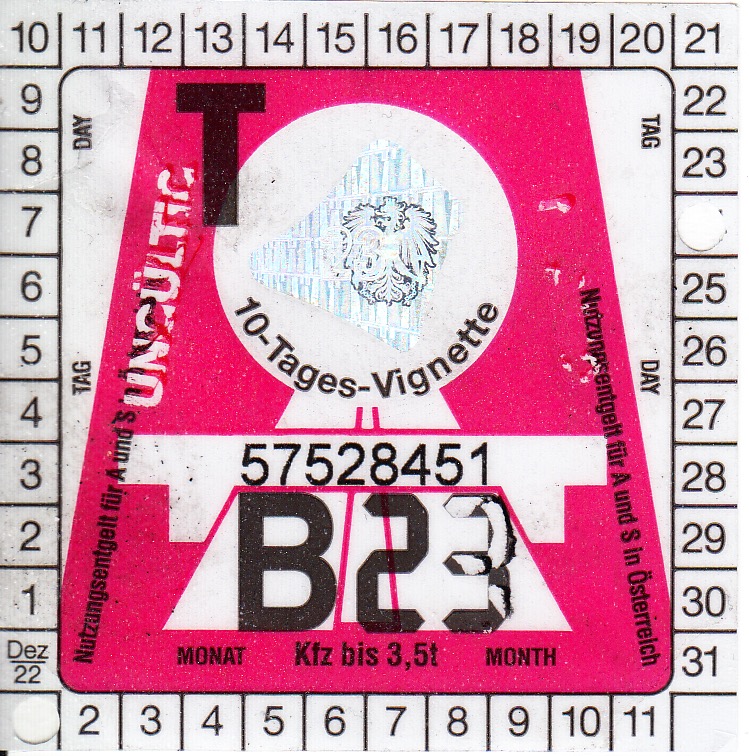 10 11 12 13 14 15 16 17 18 19 20 21
9
8
7
6
5
4
3
2
1
Dez
22
22
23
25
26
27
28
29
30
31
2 3 4 5 6 7 8 9 10 11
DAY
TAG
T
UNGÜLTIG
10-Tages-Vignette
TAG
DAY
Nutzungsentgelt für A und S in Österreich
57528451
B23
MONAT Kfz bis 3,5t MONTH